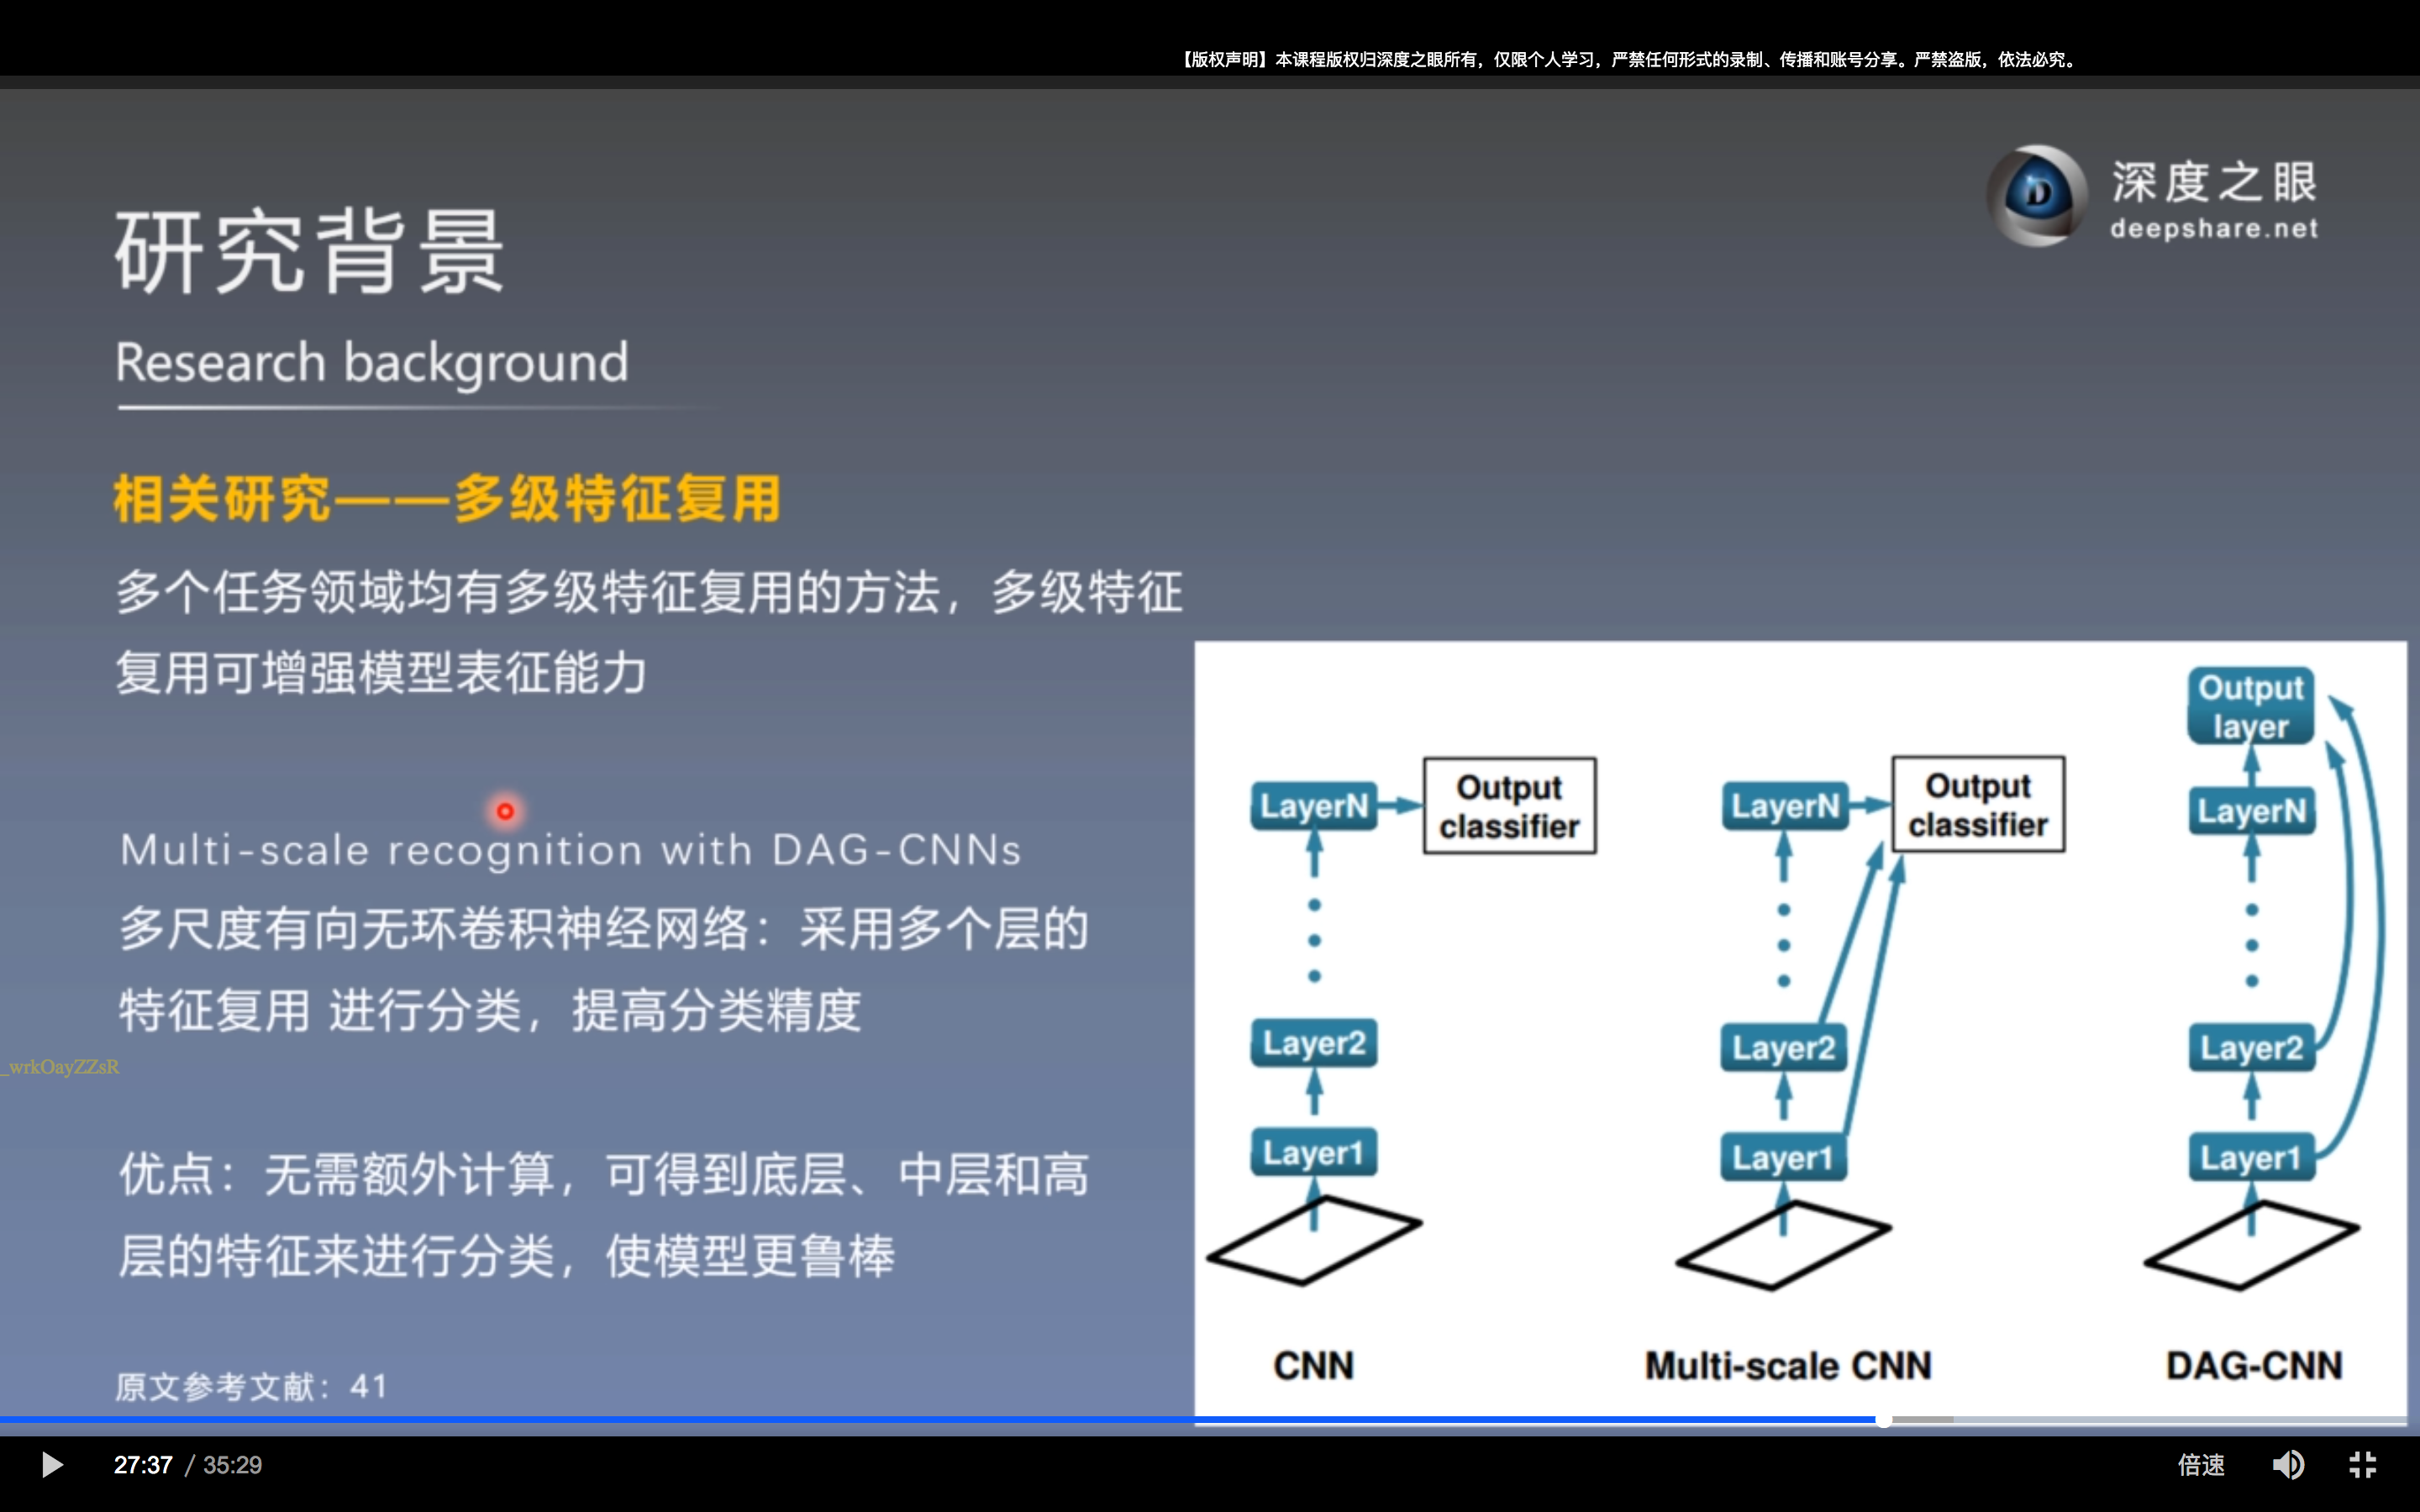 【版权声明】本课程版权归深度之眼所有，仅限个人学习，严禁任何形式的录制、传播和账号分享。严禁盗版，依法必究。
深度之眼
deepshare.net
研究背景
Research background
相关研究——多级特征复用
多个任务领域均有多级特征复用的方法，多级特征
复用可增强模型表征能力
Multi-scale recognition with DAG-CNNs
多尺度有向无环卷积神经网络：采用多个层的
特征复用 进行分类，提高分类精度
_wrkOayZZsR
优点：无需额外计算，可得到底层、中层和高
层的特征来进行分类，使模型更鲁棒
原文参考文献：41
LayerN
Output
classifier
Layer2
Layer1
CNN
LayerN
Output
classifier
Layer2
Layer1
Multi-scale CNN
Output
layer
LayerN
Layer2
Layer1
DAG-CNN
27:37 / 35:29
倍速